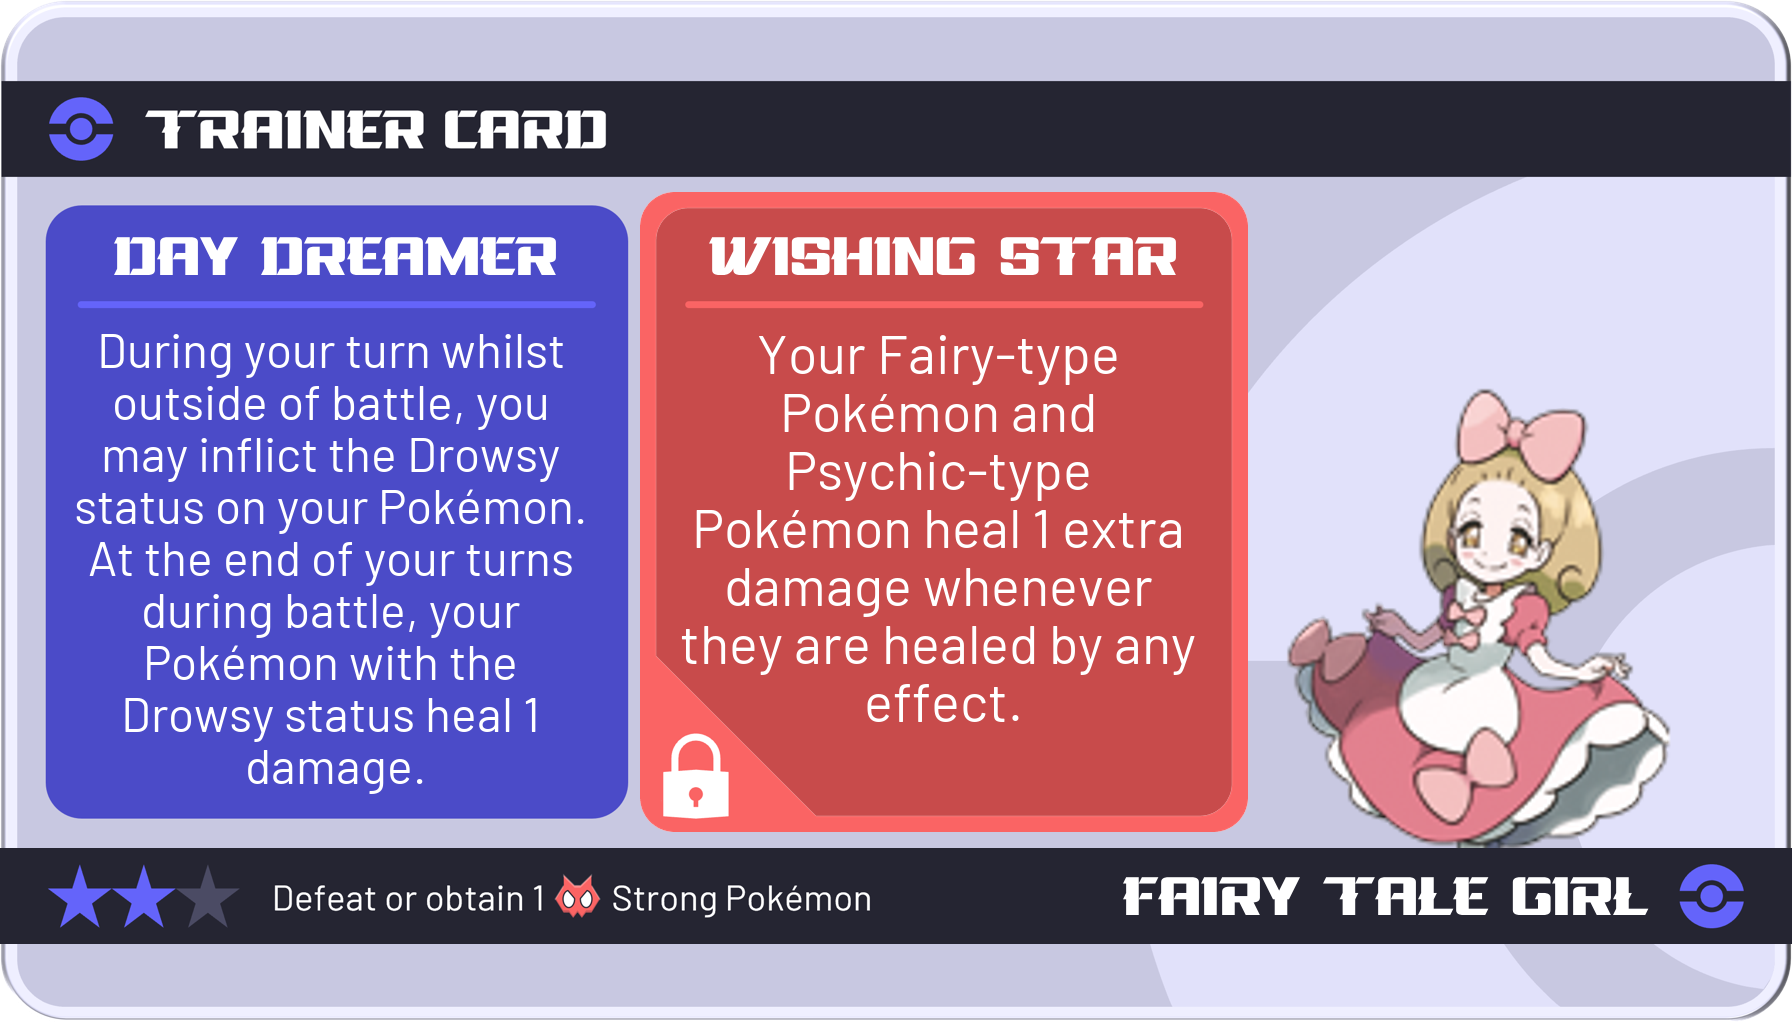 TRAINER CARD
DAY DREAMER
During your turn whilst
outside of battle, you
may inflict the Drowsy
status on your Pokémon.
At the end of your turns
during battle, your
Pokémon with the
Drowsy status heal 1
damage.
WISHING STAR
Your Fairy-type
Pokémon and
Psychic-type
Pokémon heal 1 extra
damage whenever
they are healed by any
effect.
Defeat or obtain 1 Strong Pokémon
FAIRY TALE GIRL